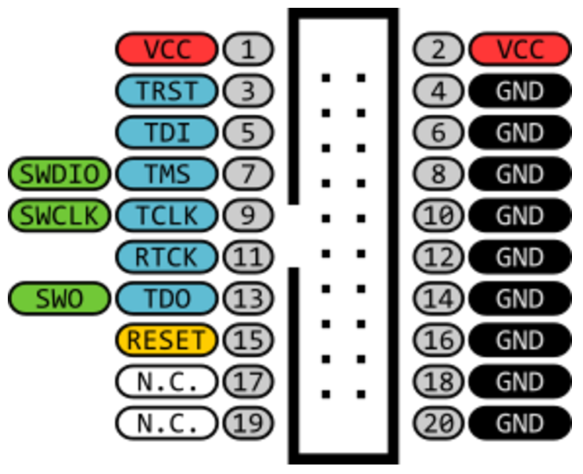 VCC 1 2 VCC
TRST 3 4 GND
TDI 5 6 GND
SWDIO TMS 7 8 GND
SWCLK TCLK 9 10 GND
RTCK 11 12 GND
SWO TDO 13 14 GND
RESET 15 16 GND
N.C. 17 18 GND
N.C. 19 20 GND